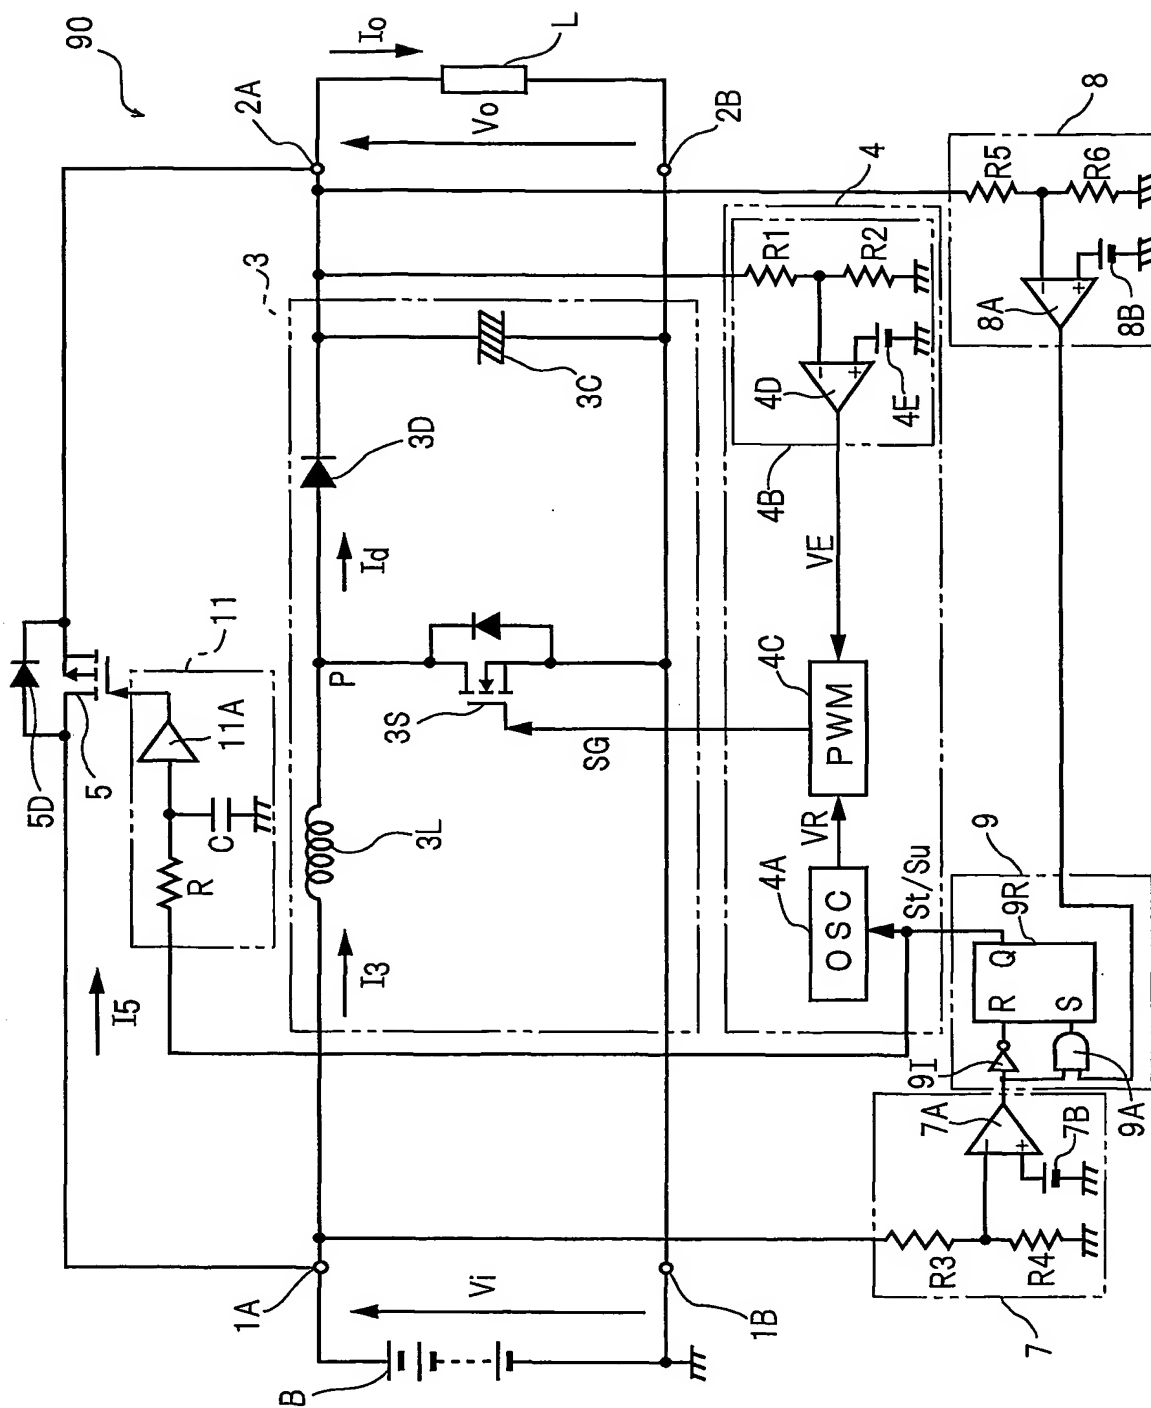 90
Io
L
2A
Vo
2B
8
R5
R6
8A
8B
4
R1
R2
4D
4E
4B
3
3C
3D
Id
P
3S
SG
VE
4C
PWM
VR
4A
OSC
St/Su
5D
5
11
11A
R
C
I5
3L
I3
9
9R
Q
R
S
9I
9A
7A
7B
R3
R4
7
1A
Vi
1B
B